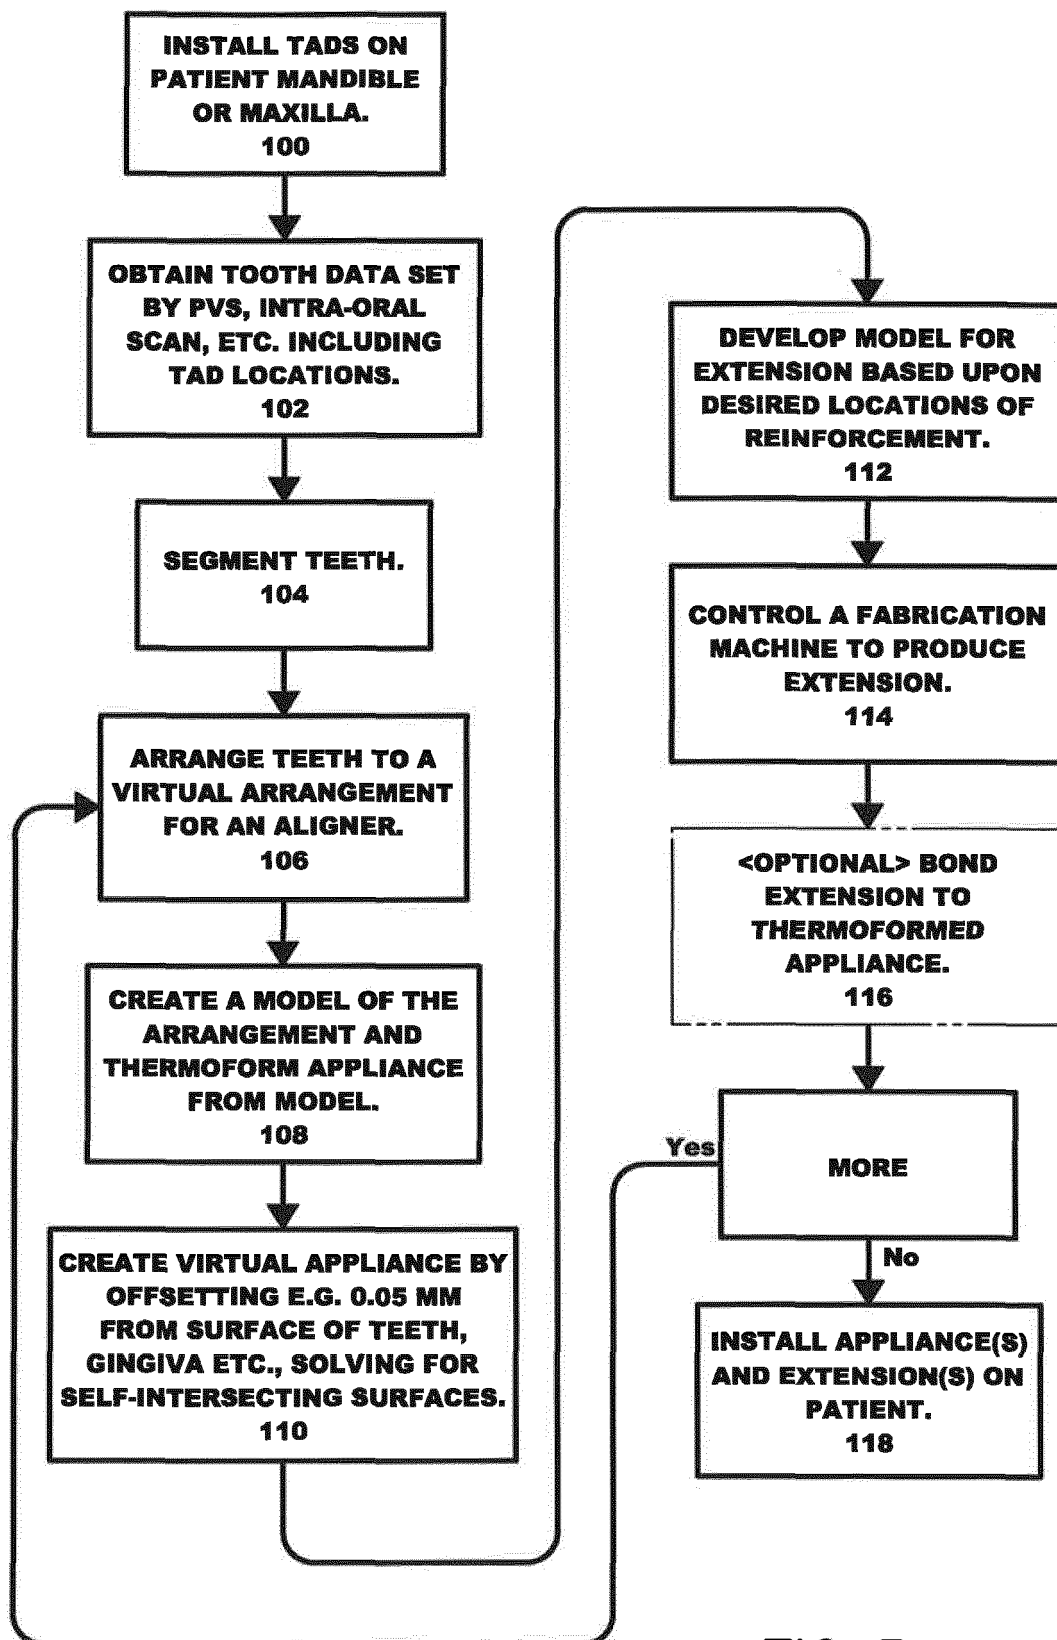 INSTALL TADS ON
PATIENT MANDIBLE
OR MAXILLA.
100
OBTAIN TOOTH DATA SET
BY PVS, INTRA-ORAL
SCAN, ETC. INCLUDING
TAD LOCATIONS.
102
SEGMENT TEETH.
104
ARRANGE TEETH TO A
VIRTUAL ARRANGEMENT
FOR AN ALIGNER.
106
CREATE A MODEL OF THE
ARRANGEMENT AND
THERMOFORM APPLIANCE
FROM MODEL.
108
CREATE VIRTUAL APPLIANCE BY
OFFSETTING E.G. 0.05 MM
FROM SURFACE OF TEETH,
GINGIVA ETC., SOLVING FOR
SELF-INTERSECTING SURFACES.
110
DEVELOP MODEL FOR
EXTENSION BASED UPON
DESIRED LOCATIONS OF
REINFORCEMENT.
112
CONTROL A FABRICATION
MACHINE TO PRODUCE
EXTENSION.
114
<OPTIONAL> BOND
EXTENSION TO
THERMOFORMED
APPLIANCE.
116
MORE
Yes
No
INSTALL APPLIANCE(S)
AND EXTENSION(S) ON
PATIENT.
118